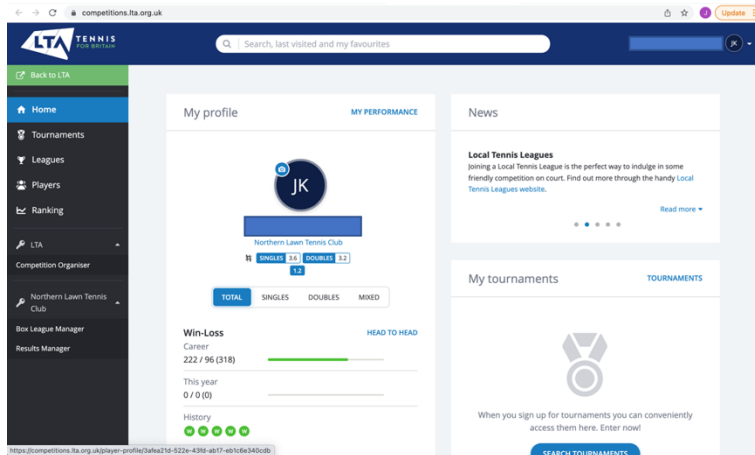 competitions.lta.org.uk
J
Update
LTA TENNIS
FOR BRITAIN
Search, last visited and my favourites
JK
Back to LTA
Home
Tournaments
Leagues
Players
Ranking
LTA
Competition Organiser
Northern Lawn Tennis
Club
Box League Manager
Results Manager
My profile
MY PERFORMANCE
JK
Northern Lawn Tennis Club
SINGLES 3.6 DOUBLES 3.2
1.2
TOTAL SINGLES DOUBLES MIXED
Win-Loss
HEAD TO HEAD
Career
222 / 96 (318)
This year
0 / 0 (0)
History
W W W W W
News
Local Tennis Leagues
Joining a Local Tennis League is the perfect way to indulge in some
friendly competition on court. Find out more through the handy Local
Tennis Leagues website.
Read more
My tournaments
TOURNAMENTS
When you sign up for tournaments you can conveniently
access them here. Enter now!
SEARCH TOURNAMENTS
https://competitions.lta.org.uk/player-profile/3afea21d-522e-43fd-ab17-eb1c6e340cdb